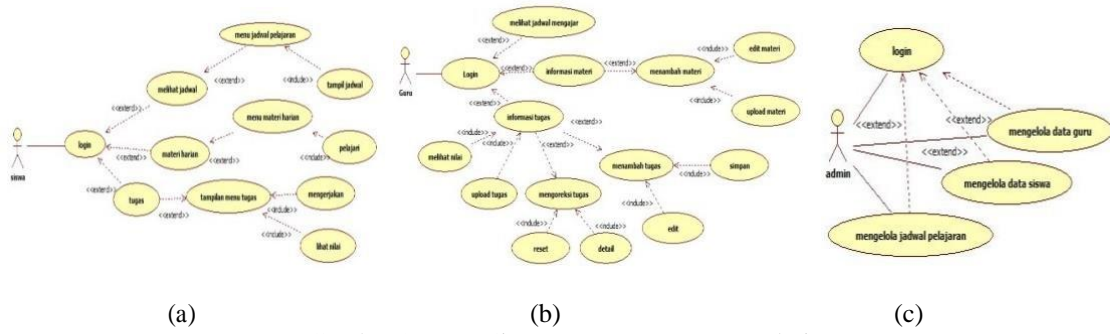 menu jadwal pelajaran
<<extend>>
<<include>>
melihat jadwal
tampil jadwal
<<extend>>
menu materi harian
login
<<extend>>
materi harian
<<extend>>
pelajari
<<include>>
siswa
<<extend>>
tugas
<<extend>>
tampilan menu tugas
mengerjakan
<<include>>
<<include>>
lihat nilai
(a)
melihat jadwal mengajar
<<extend>>
Guru
Login
<<extend>>
informasi materi
<<extend>>
menambah materi
<<include>>
edit materi
<<include>>
upload materi
<<extend>>
informasi tugas
<<extend>>
melihat nilai
<<include>>
<<include>>
<<extend>>
upload tugas
mengoreksi tugas
menambah tugas
<<include>>
simpan
<<include>>
edit
<<include>>
<<include>>
reset
detail
(b)
login
<<extend>>
<<extend>>
<<extend>>
admin
mengelola data guru
mengelola data siswa
mengelola jadwal pelajaran
(c)